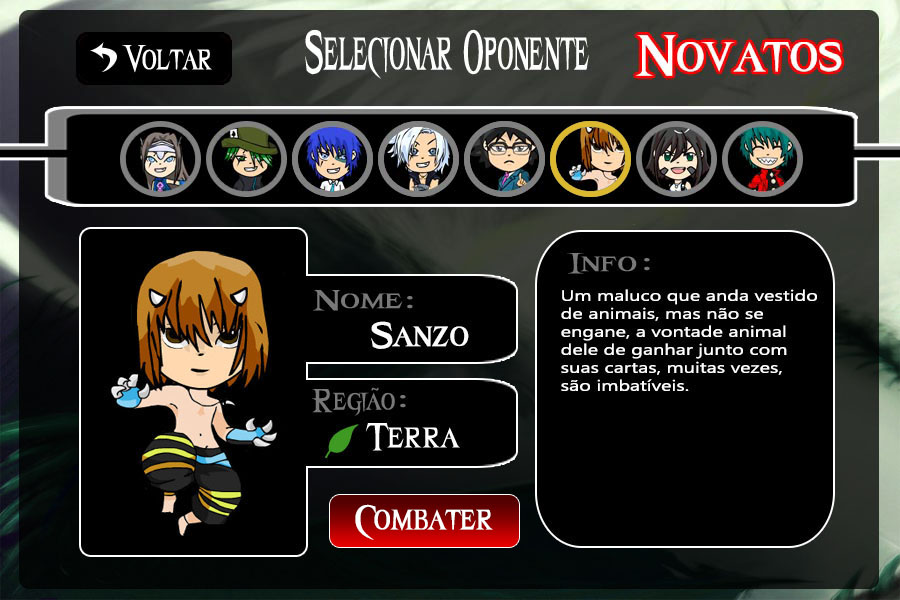 Voltar
Selecionar Oponente
Novatos
Nome:
Sanzo
Região:
Terra
Combater
Info:
Um maluco que anda vestido
de animais, mas não se
engane, a vontade animal
dele de ganhar junto com
suas cartas, muitas vezes,
são imbatíveis.